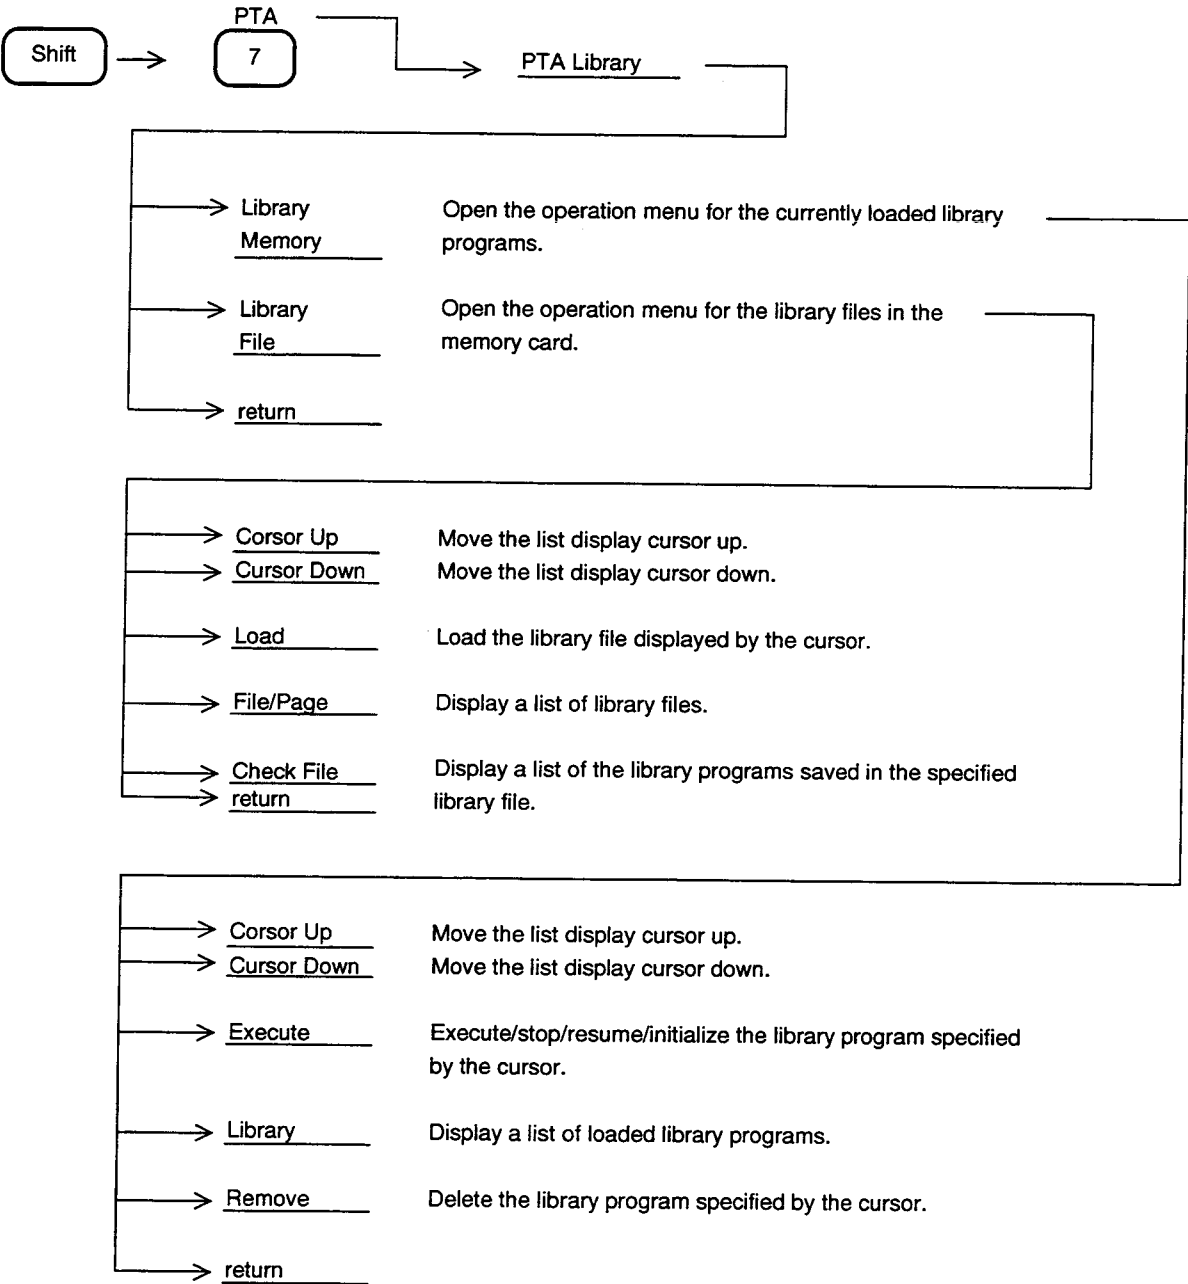 PTA
Shift
7
PTA Library
Library Open the operation menu for the currently loaded library
Memory programs.
Library Open the operation menu for the library files in the
File memory card.
return
Corsor Up Move the list display cursor up.
Cursor Down Move the list display cursor down.
Load Load the library file displayed by the cursor.
File/Page Display a list of library files.
Check File Display a list of the library programs saved in the specified
return library file.
Corsor Up Move the list display cursor up.
Cursor Down Move the list display cursor down.
Execute Execute/stop/resume/initialize the library program specified
by the cursor.
Library Display a list of loaded library programs.
Remove Delete the library program specified by the cursor.
return